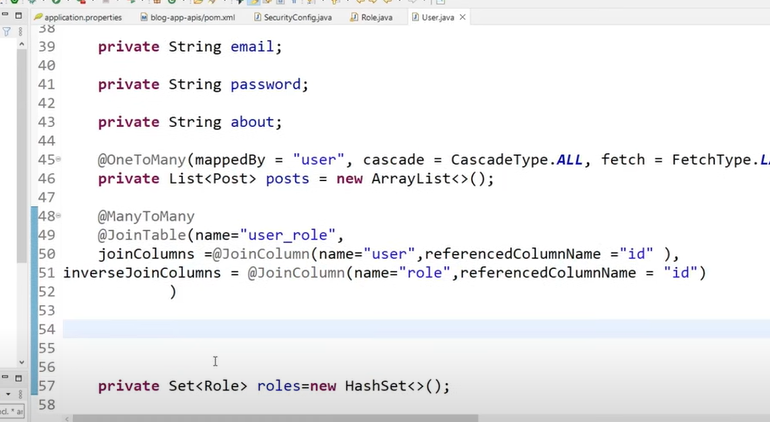 application.properties blog-app-apis/pom.xml SecurityConfig.java Role.java User.java
38
39 private String email;
40
41 private String password;
42
43 private String about;
44
45 @OneToMany(mappedBy = "user", cascade = CascadeType.ALL, fetch = FetchType.
46 private List<Post> posts = new ArrayList<>();
47
48 @ManyToMany
49 @JoinTable(name="user_role",
50 joinColumns =@JoinColumn(name="user",referencedColumnName ="id" ),
51 inverseJoinColumns = @JoinColumn(name="role",referencedColumnName = "id")
52 )
53
54
55
56
57 private Set<Role> roles=new HashSet<>();
58